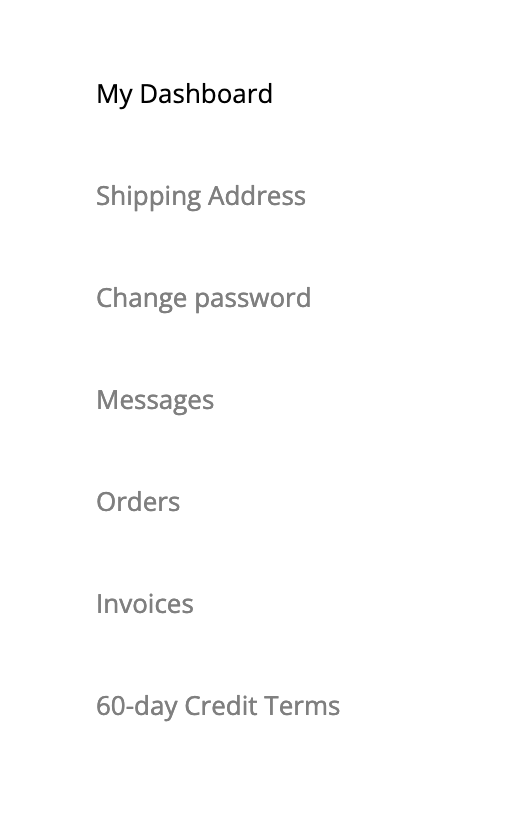 My Dashboard
Shipping Address
Change password
Messages
Orders
Invoices
60-day Credit Terms